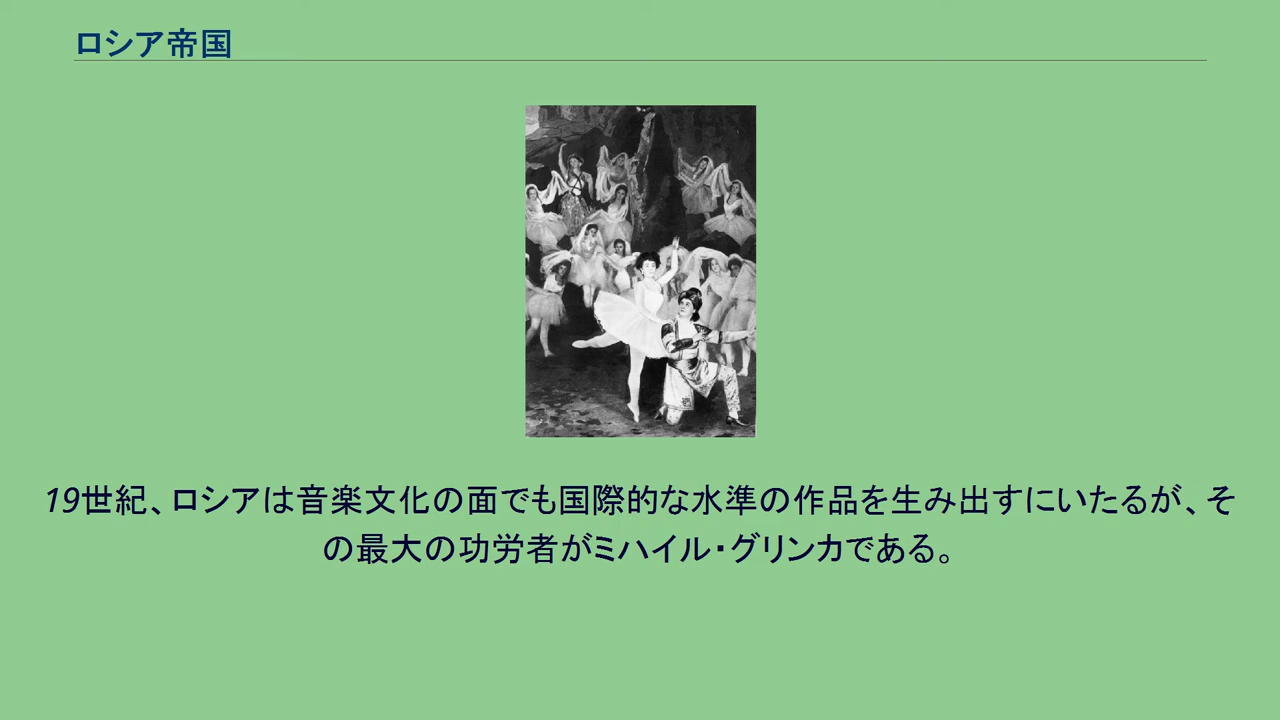 ロシア帝国
19世紀、ロシアは音楽文化の面でも国際的な水準の作品を生み出すにいたるが、そ
の最大の功労者がミハイル・グリンカである。